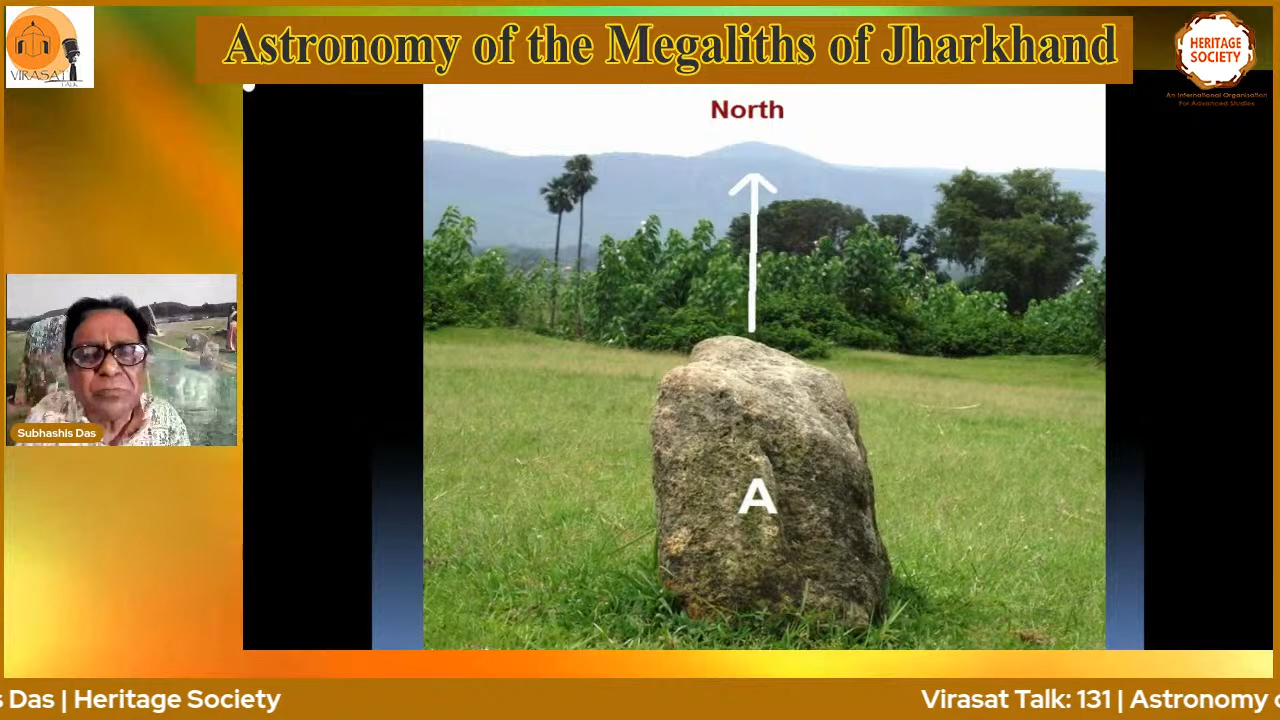 Astronomy of the Megaliths of Jharkhand
VIRASAT
TALK
HERITAGE
SOCIETY
An International Organisation
For Advanced Studies
North
A
Subhashis Das
s Das | Heritage Society
Virasat Talk: 131 | Astronomy o